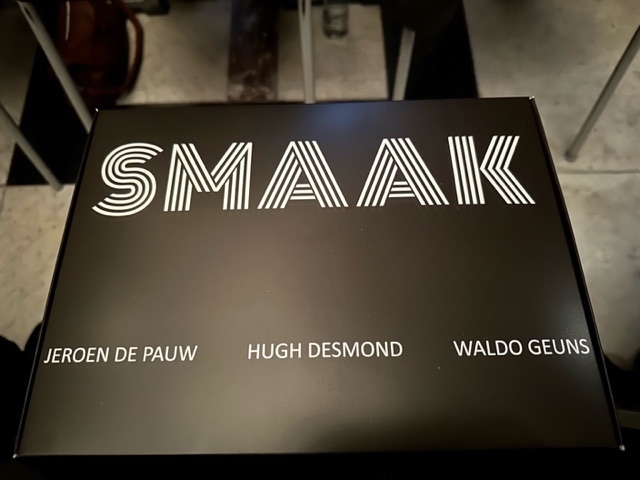 SMAAK
JEROEN DE PAUW HUGH DESMOND WALDO GEUNS